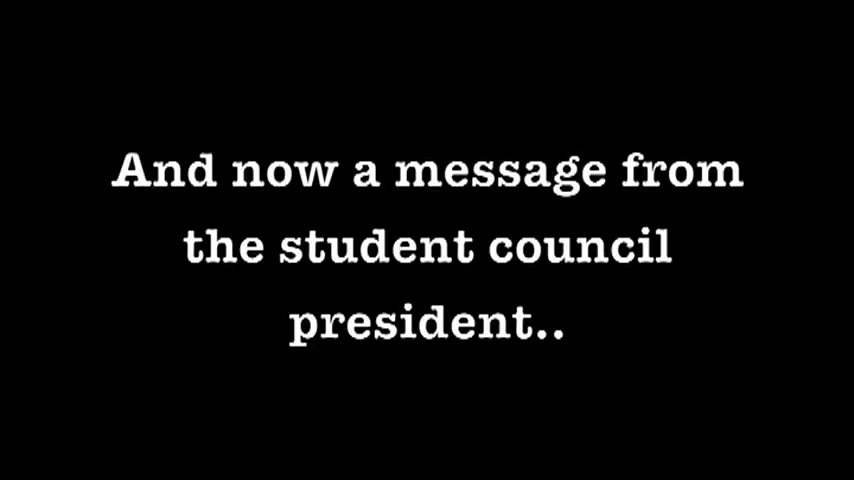 And now a message from
the student council
president..